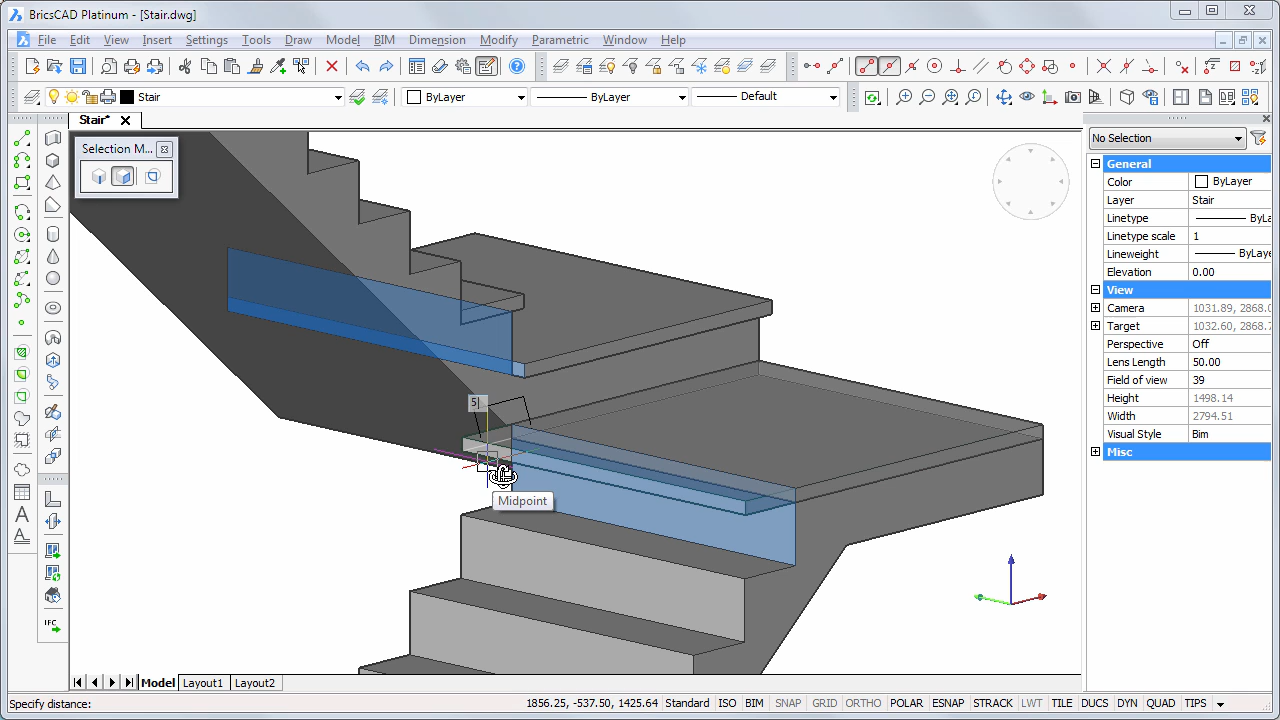 BricsCAD Platinum - [Stair.dwg]
File Edit View Insert Settings Tools Draw Model BIM Dimension Modify Parametric Window Help
Stair ByLayer ByLayer Default
Stair*
Selection M...
No Selection
General
Color ByLayer
Layer Stair
Linetype ByLa
Linetype scale 1
Lineweight ByLaye
Elevation 0.00
View
Camera 1031.89, 2868.0
Target 1032.60, 2868.7
Perspective Off
Lens Length 50.00
Field of view 39
Height 1498.14
Width 2794.51
Visual Style Bim
Misc
5
Midpoint
IFC
Model Layout1 Layout2
Specify distance: 1856.25, -537.50, 1425.64 Standard ISO BIM SNAP GRID ORTHO POLAR ESNAP STRACK LWT TILE DUCS DYN QUAD TIPS